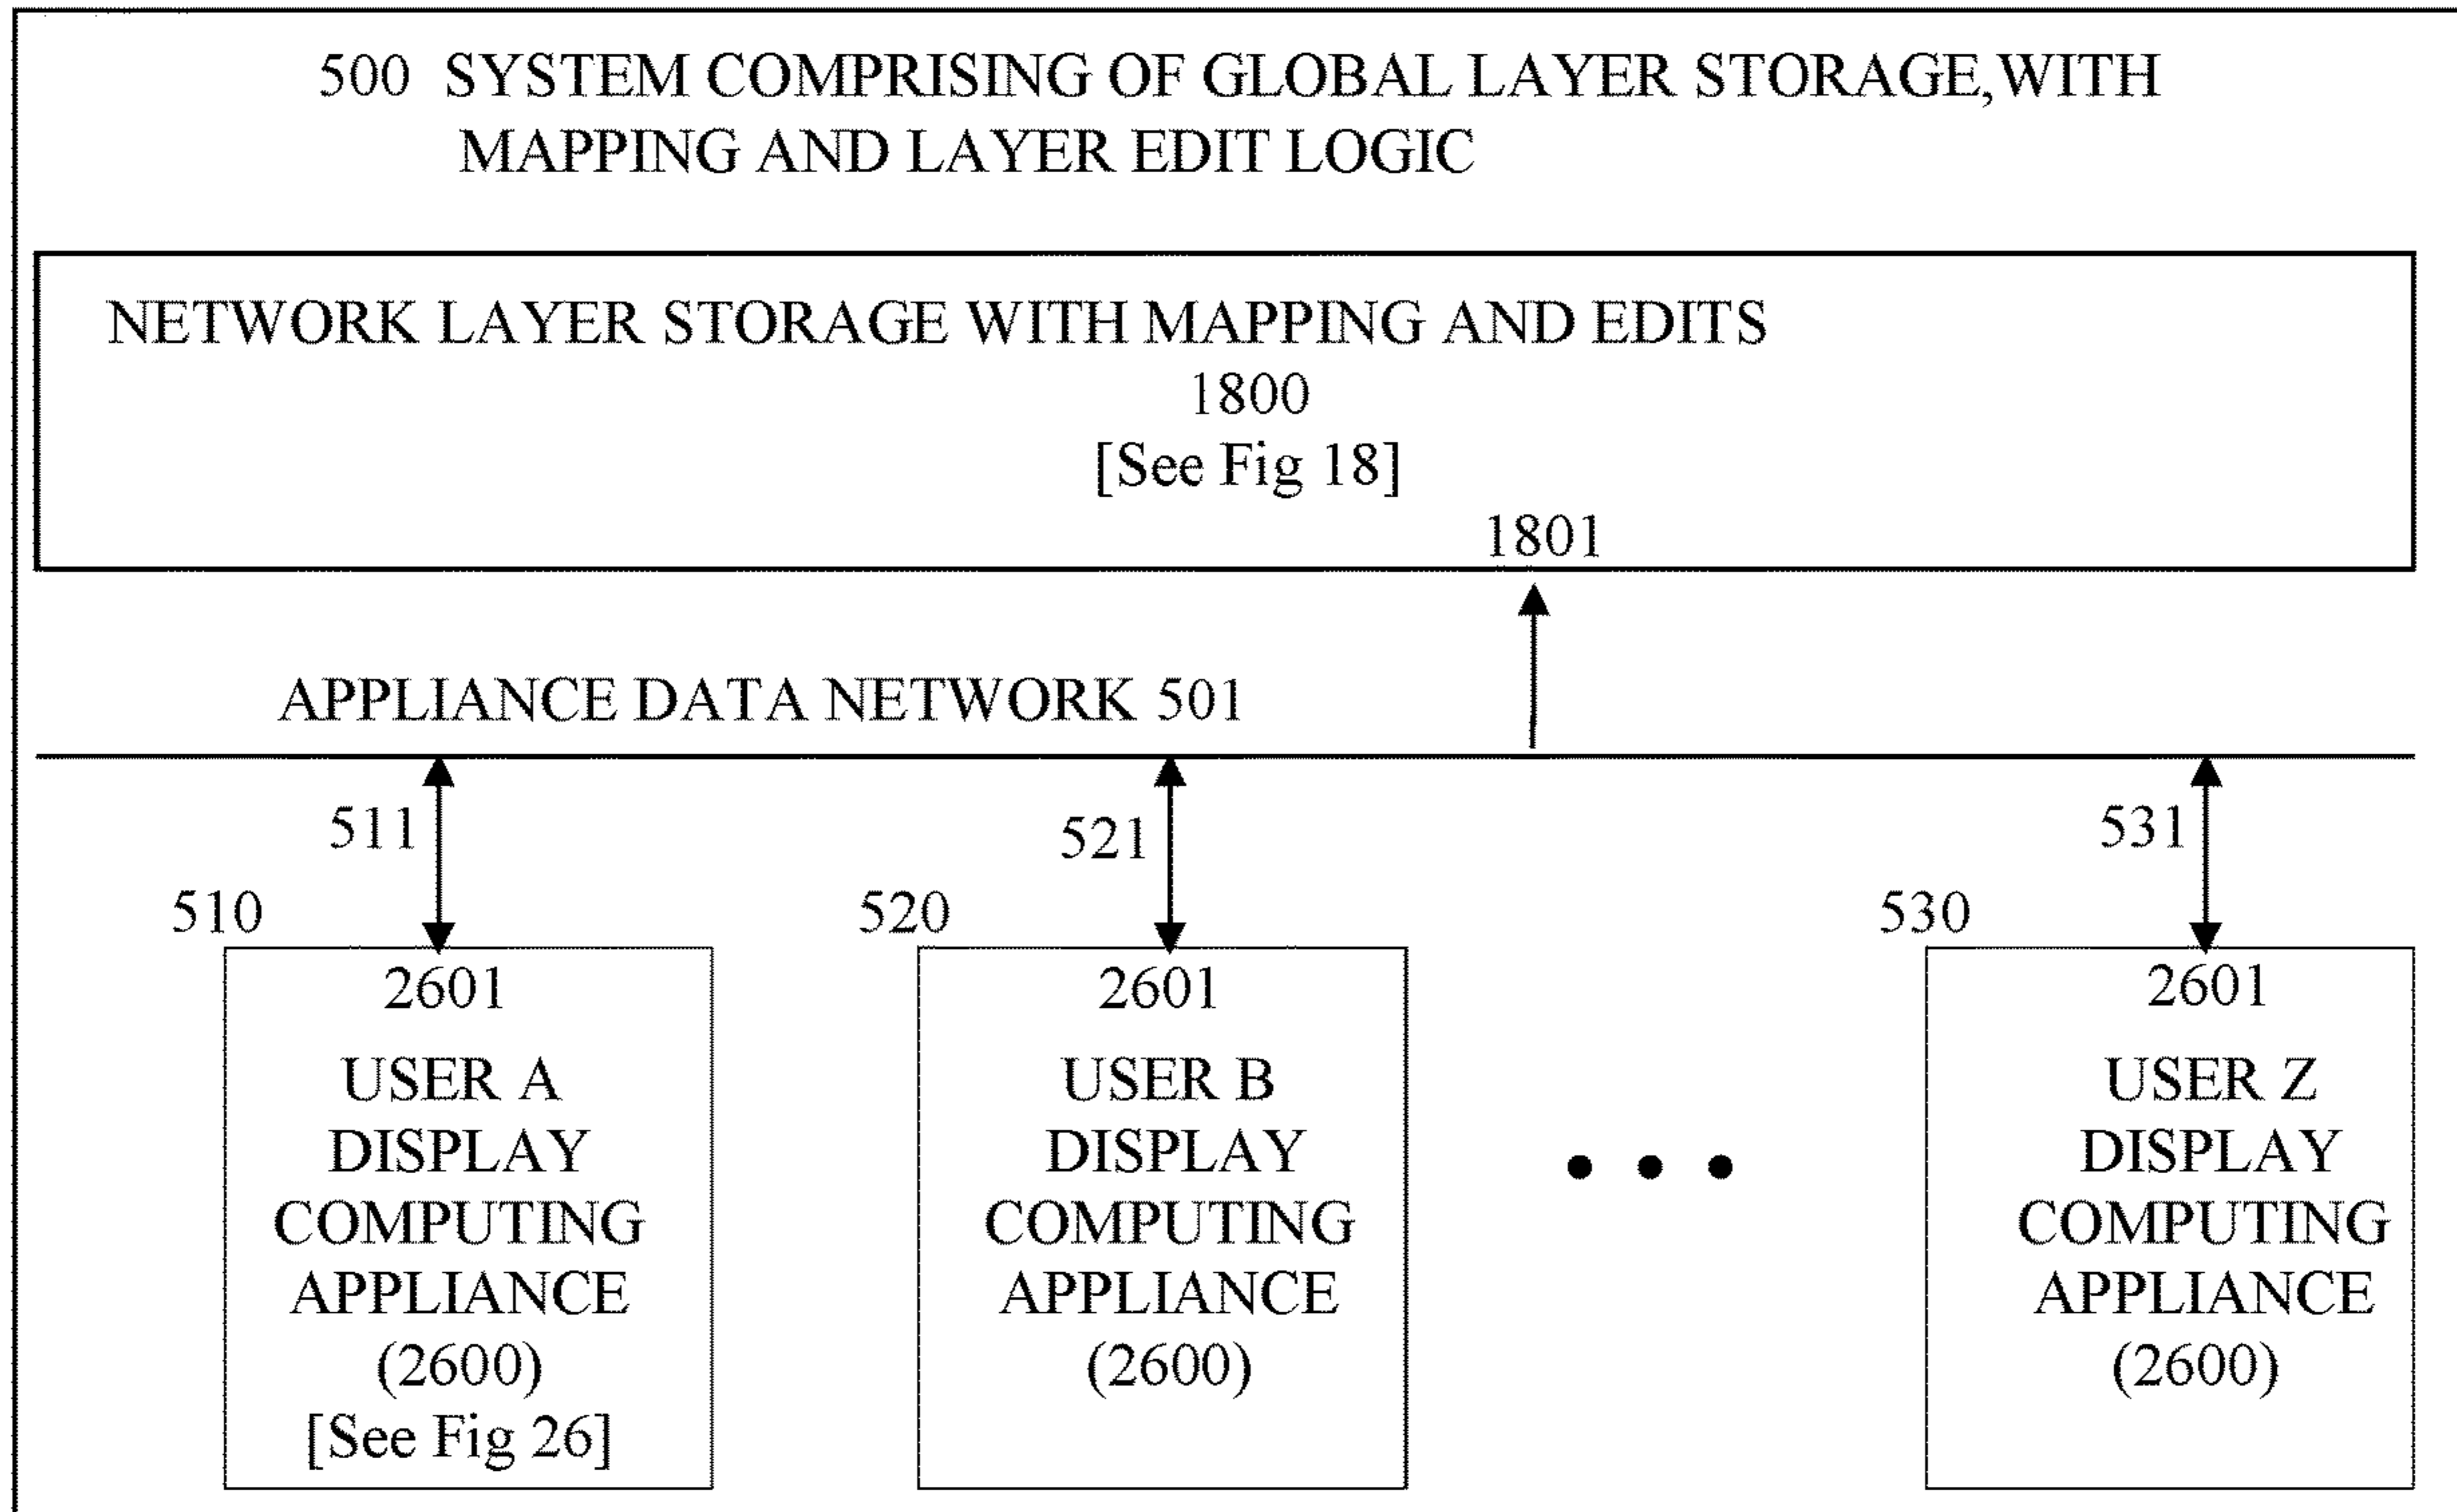 500 SYSTEM COMPRISING OF GLOBAL LAYER STORAGE, WITH
MAPPING AND LAYER EDIT LOGIC
NETWORK LAYER STORAGE WITH MAPPING AND EDITS
1800
[See Fig 18]
1801
APPLIANCE DATA NETWORK 501
511
521
531
510
520
530
2601
USER A
DISPLAY
COMPUTING
APPLIANCE
(2600)
[See Fig 26]
2601
USER B
DISPLAY
COMPUTING
APPLIANCE
(2600)
2601
USER Z
DISPLAY
COMPUTING
APPLIANCE
(2600)